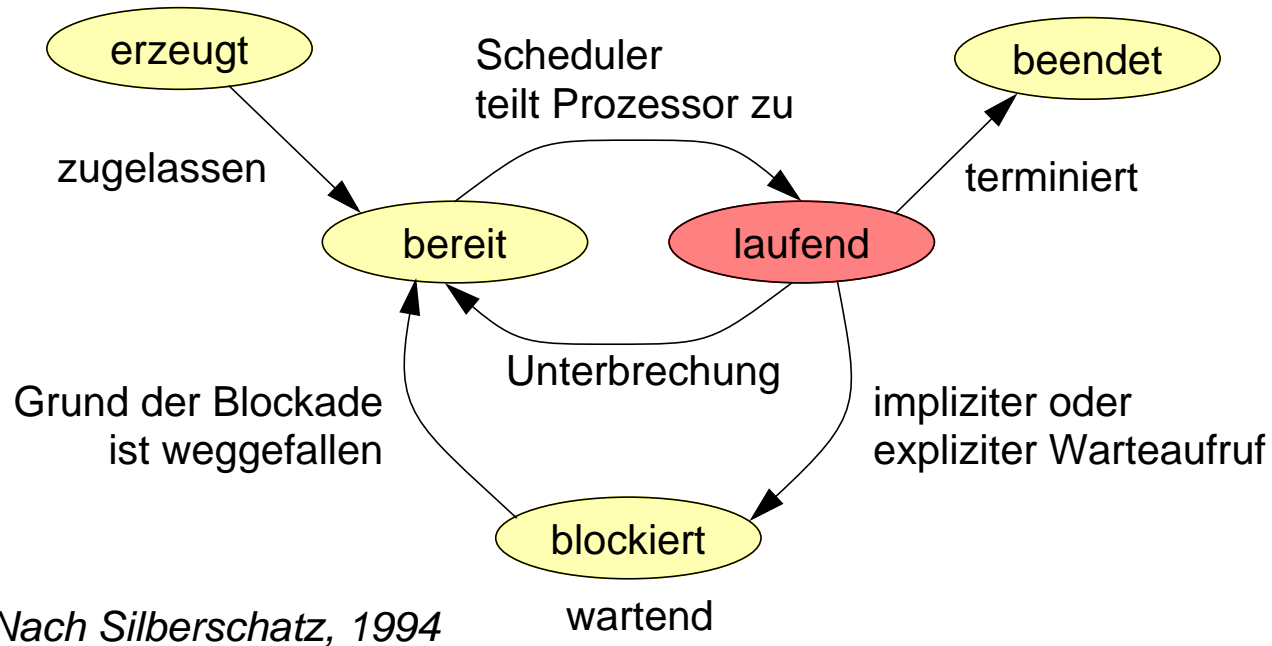 erzeugt
Scheduler
teilt Prozessor zu
beendet
zugelassen
terminiert
bereit
laufend
Unterbrechung
Grund der Blockade
ist weggefallen
impliziter oder
expliziter Warteaufruf
blockiert
wartend
Nach Silberschatz, 1994